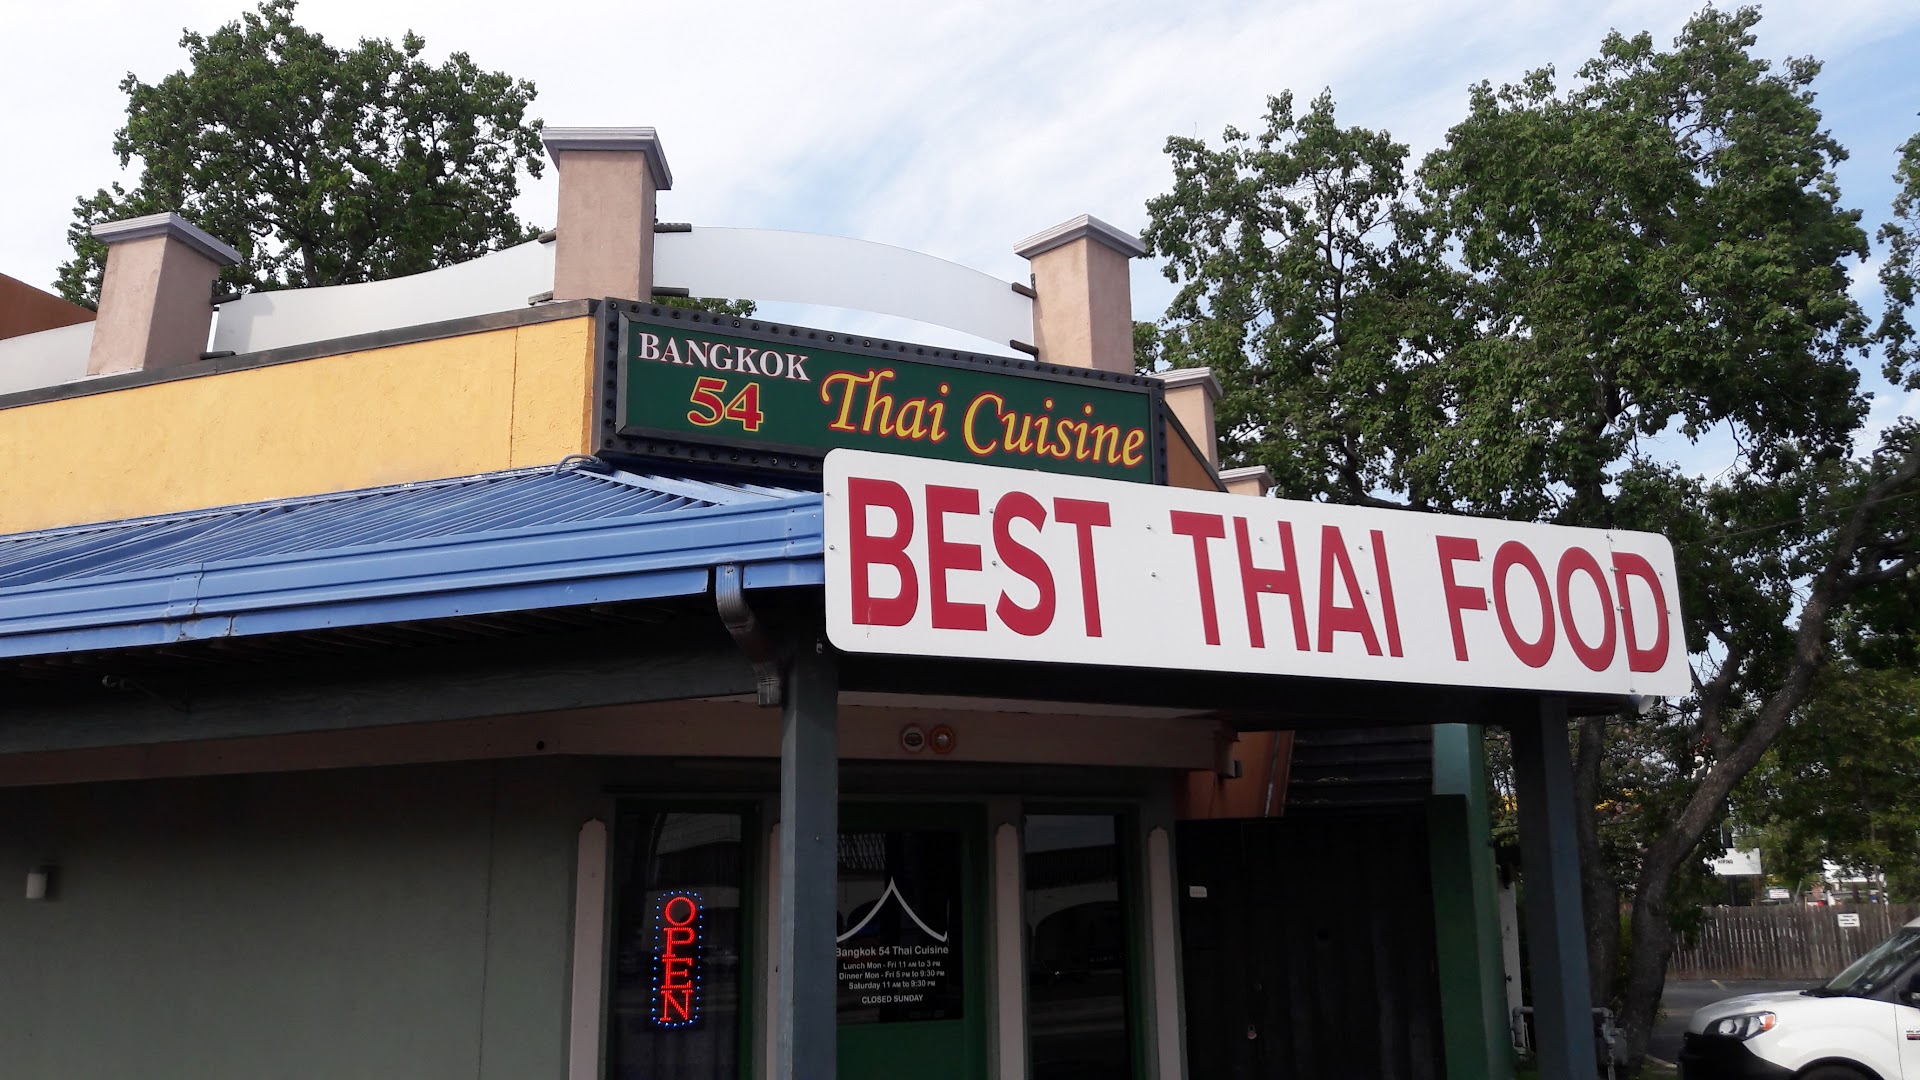 BANGKOK
54
Thai Cuisine
BEST THAI FOOD
OPEN
Bangkok 54 Thai Cuisine
Lunch Mon - Fri 11 AM to 3 PM
Dinner Mon - Fri 5 PM to 9:30 PM
Saturday 11 AM to 9:30 PM
CLOSED SUNDAY